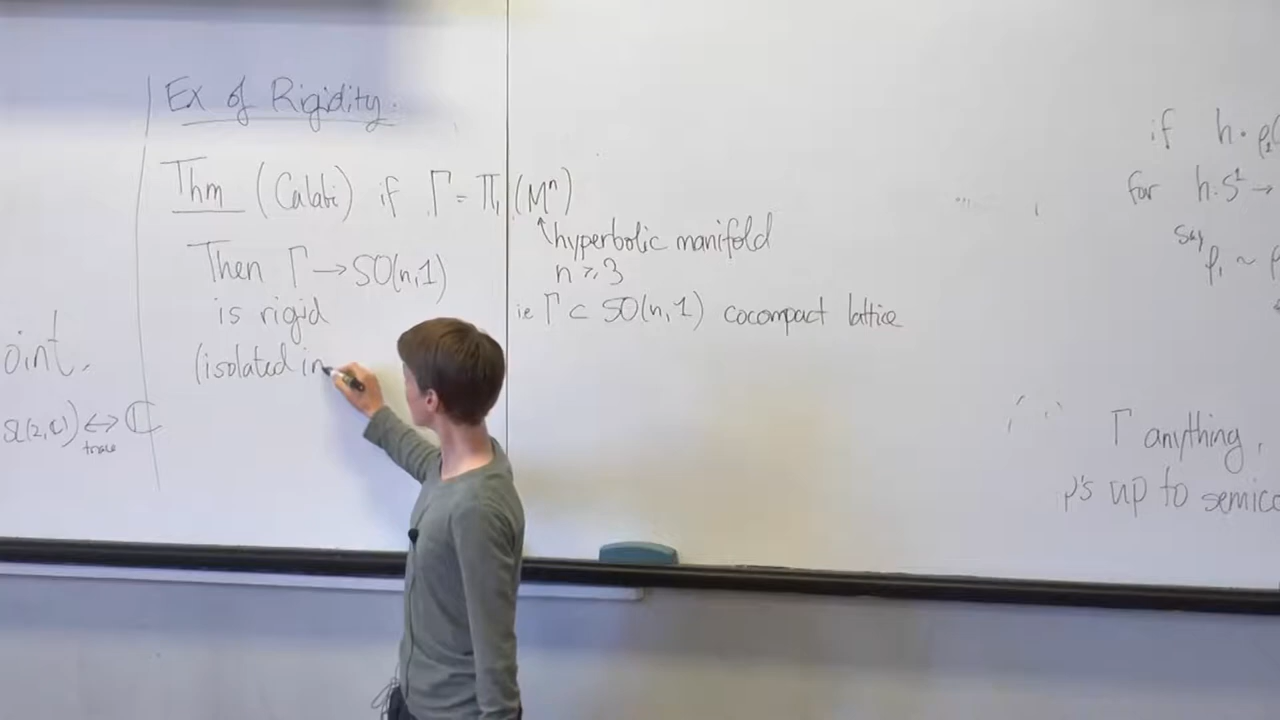 Ex of Rigidity.
Thm (Calabi) if Γ = π₁(Mⁿ)
↑ hyperbolic manifold
n ≥ 3
ie Γ ⊂ SO(n,1) cocompact lattice
Then Γ → SO(n,1)
is rigid
(isolated in
oint.
SL(2,C) ↔ ℂ
trace
if h · ρ₁(
for h: S¹ →
say
ρ₁ ~
Γ anything,
ρ's up to semico